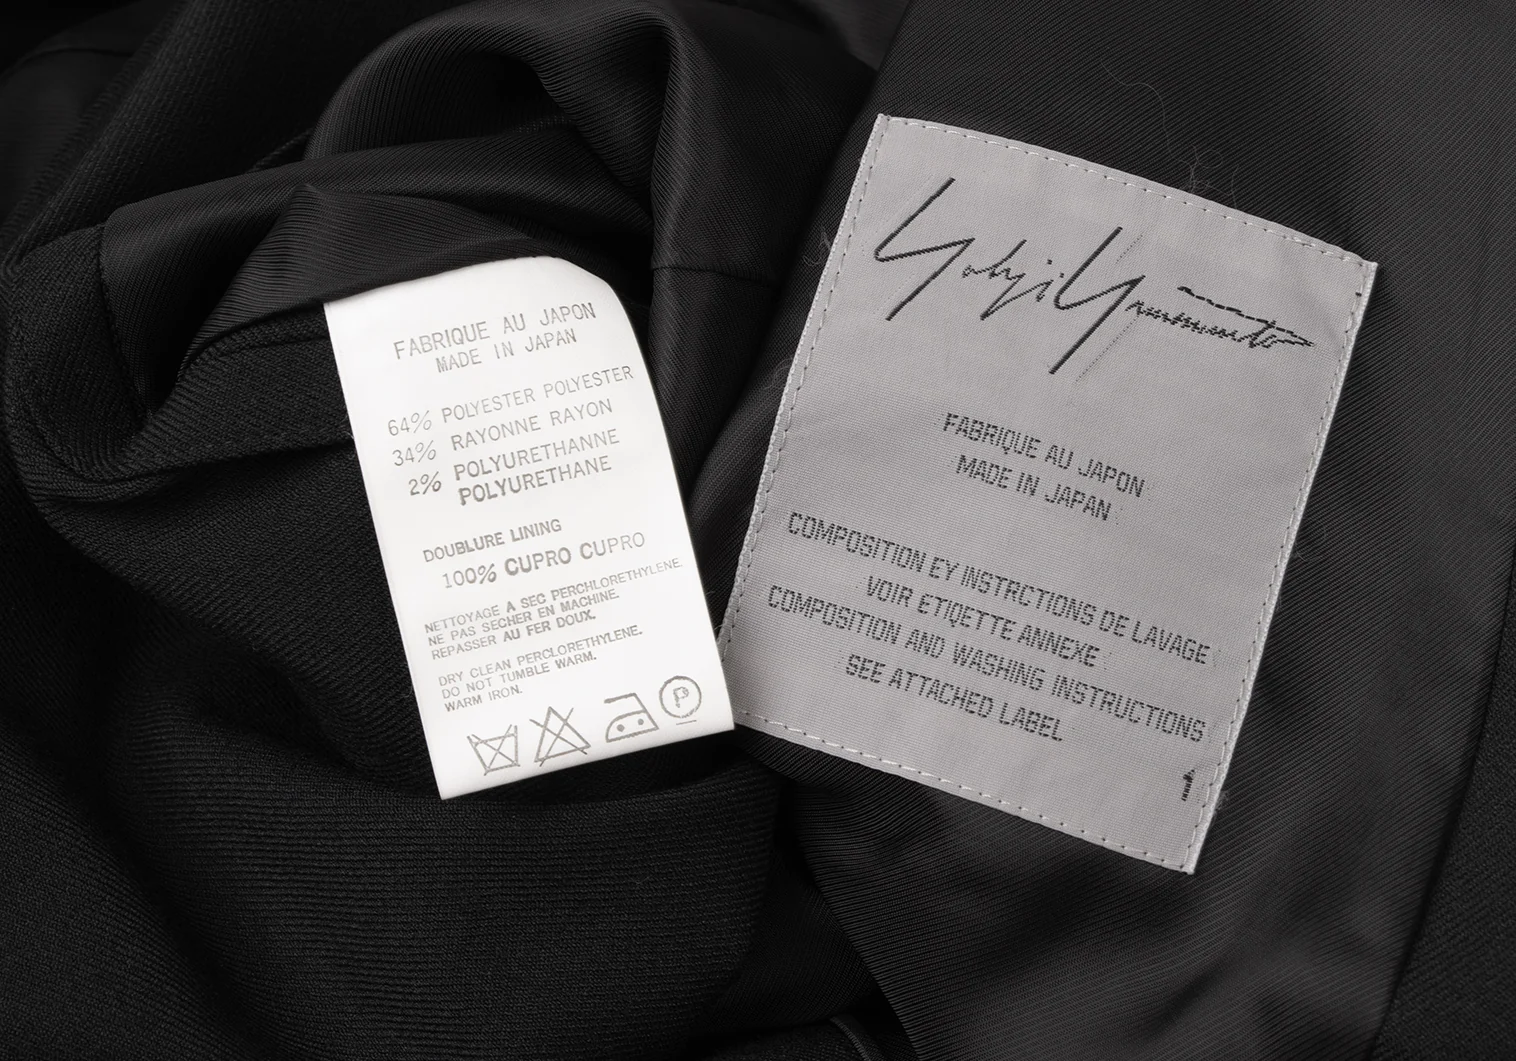 FABRIQUE AU JAPON
MADE IN JAPAN
64% POLYESTER POLYESTER
34% RAYONNE RAYON
2% POLYURETHANNE
POLYURETHANE
DOUBLURE LINING
100% CUPRO CUPRO
NETTOYAGE A SEC PERCHLORETHYLENE.
NE PAS SECHER EN MACHINE.
REPASSER AU FER DOUX.
DRY CLEAN PERCLORETHYLENE.
DO NOT TUMBLE WARM.
WARM IRON.
P
Yohji Yamamoto
FABRIQUE AU JAPON
MADE IN JAPAN
COMPOSITION EY INSTRCTIONS DE LAVAGE
VOIR ETIQETTE ANNEXE
COMPOSITION AND WASHING INSTRUCTIONS
SEE ATTACHED LABEL
1